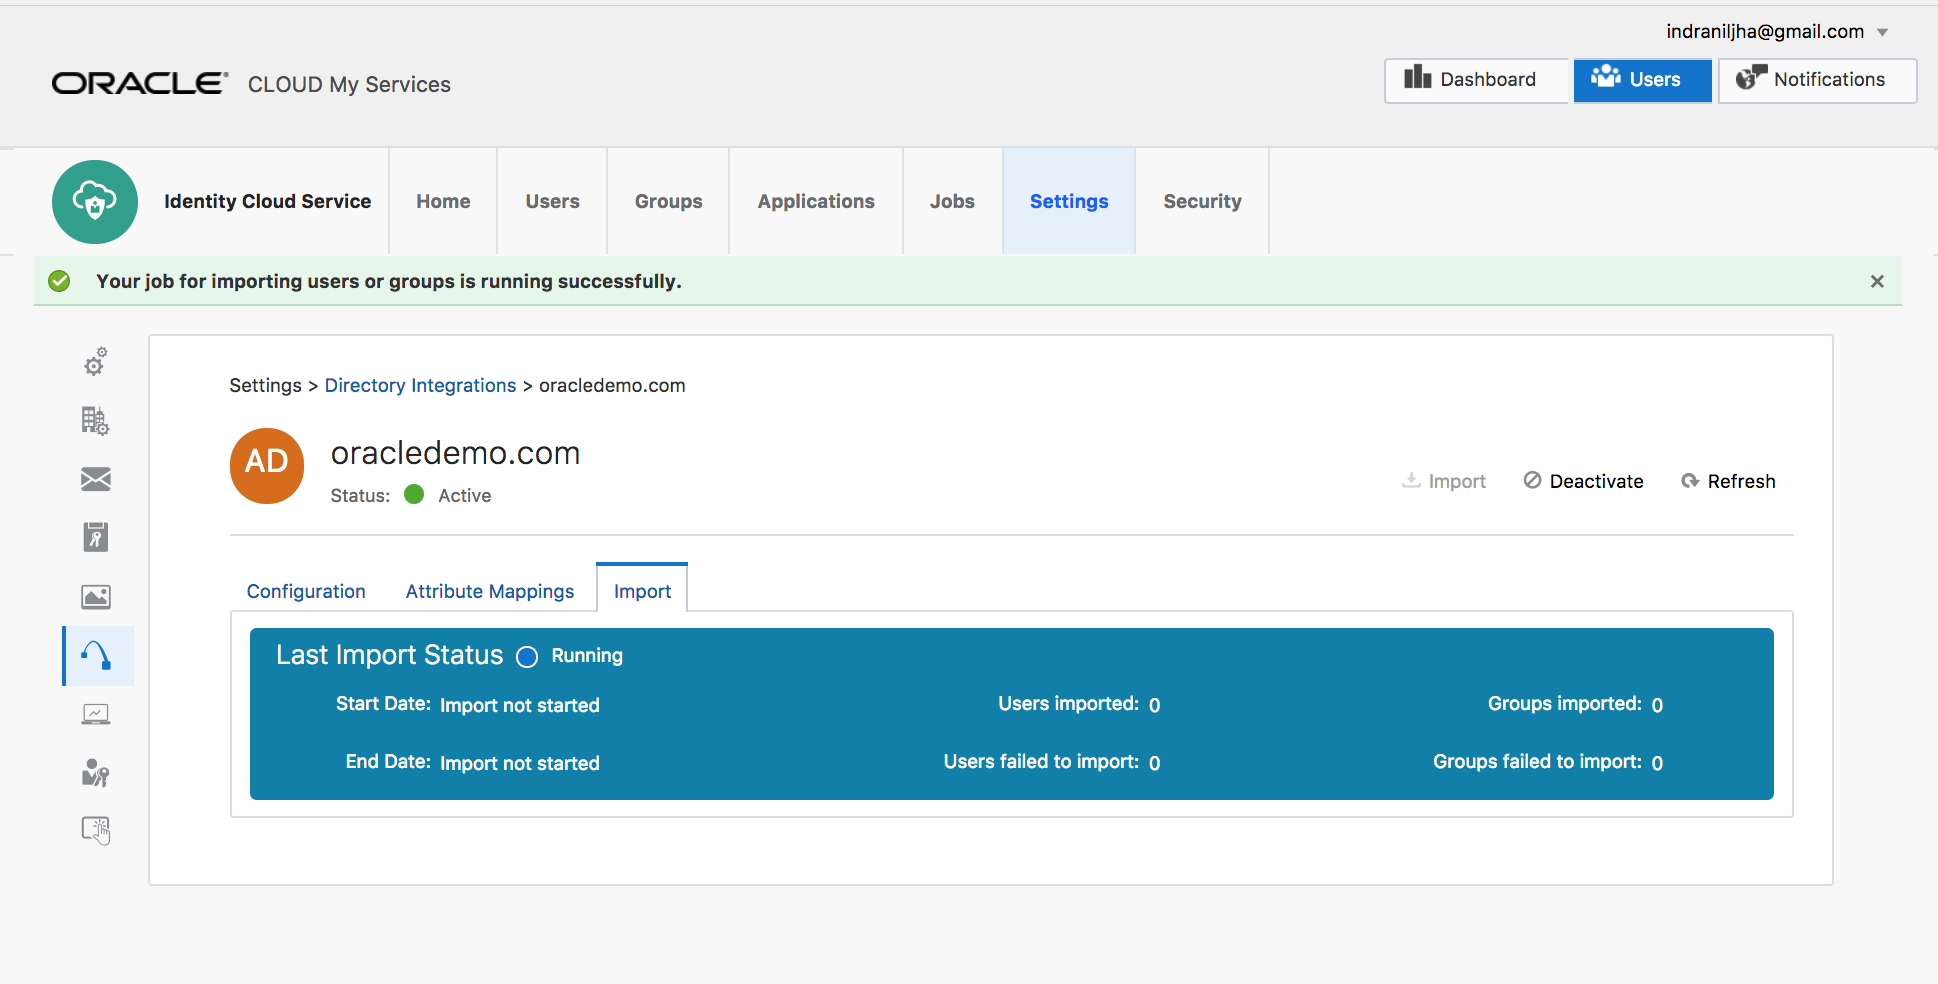 indraniljha@gmail.com
ORACLE® CLOUD My Services
Dashboard Users Notifications
Identity Cloud Service Home Users Groups Applications Jobs Settings Security
Your job for importing users or groups is running successfully.
Settings > Directory Integrations > oracledemo.com
AD oracledemo.com
Status: Active
Import Deactivate Refresh
Configuration Attribute Mappings Import
Last Import Status Running
Start Date: Import not started Users imported: 0 Groups imported: 0
End Date: Import not started Users failed to import: 0 Groups failed to import: 0